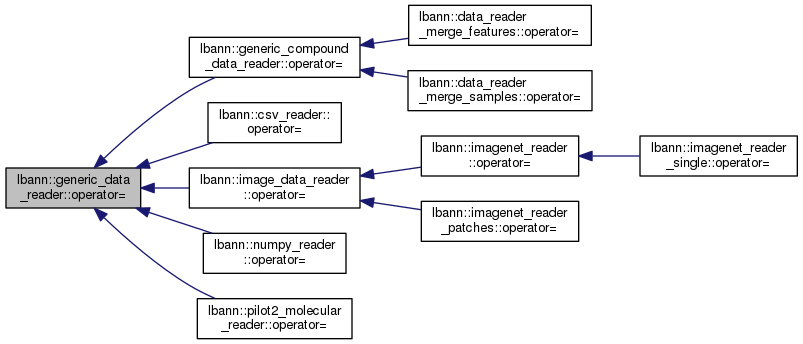 lbann::data_reader
_merge_features::operator=
lbann::generic_compound
_data_reader::operator=
lbann::data_reader
_merge_samples::operator=
lbann::csv_reader::
operator=
lbann::imagenet_reader
::operator=
lbann::imagenet_reader
_single::operator=
lbann::generic_data
_reader::operator=
lbann::image_data_reader
::operator=
lbann::imagenet_reader
_patches::operator=
lbann::numpy_reader
::operator=
lbann::pilot2_molecular
_reader::operator=